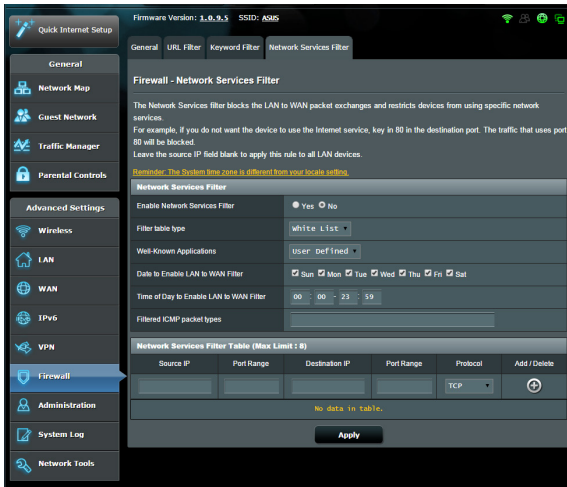 Quick Internet Setup
General
Network Map
Guest Network
Traffic Manager
Parental Controls
Advanced Settings
Wireless
LAN
WAN
IPv6
VPN
Firewall
Administration
System Log
Network Tools
Firmware Version: 1.0.9.5 SSID: ASUS
General URL Filter Keyword Filter Network Services Filter
Firewall - Network Services Filter
The Network Services filter blocks the LAN to WAN packet exchanges and restricts devices from using specific network
services.
For example, if you do not want the device to use the Internet service, key in 80 in the destination port. The traffic that uses port
80 will be blocked.
Leave the source IP field blank to apply this rule to all LAN devices.
Reminder: The System time zone is different from your locale setting.
Network Services Filter
Enable Network Services Filter Yes No
Filter table type White List
Well-Known Applications User Defined
Date to Enable LAN to WAN Filter Sun Mon Tue Wed Thu Fri Sat
Time of Day to Enable LAN to WAN Filter 00 : 00 - 23 : 59
Filtered ICMP packet types
Network Services Filter Table (Max Limit : 8)
Source IP Port Range Destination IP Port Range Protocol Add / Delete
TCP
No data in table.
Apply